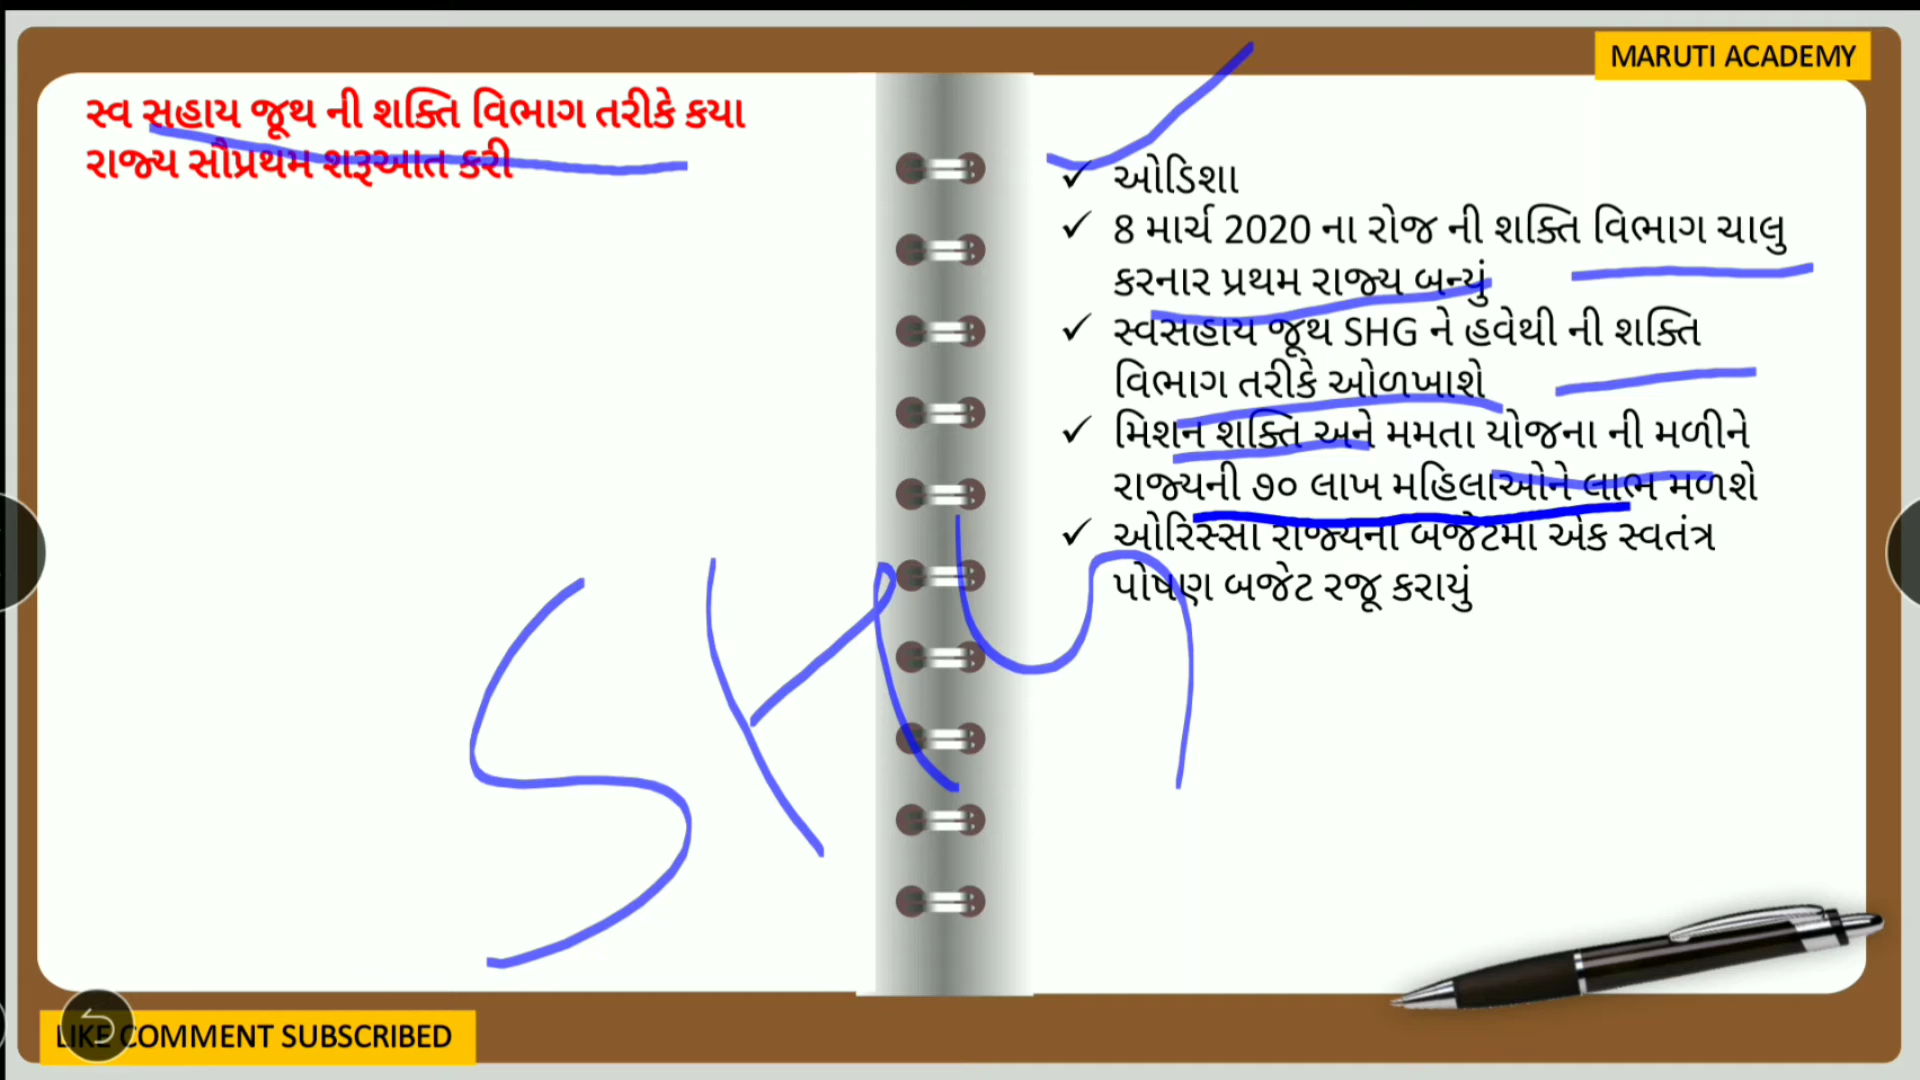 MARUTI ACADEMY
સ્વ સહાય જૂથ ની શક્તિ વિભાગ તરીકે કયા
રાજ્ય સૌપ્રથમ શરૂઆત કરી
✓ ઓડિશા
✓ 8 માર્ચ 2020 ના રોજ ની શક્તિ વિભાગ ચાલુ
કરનાર પ્રથમ રાજ્ય બન્યું
✓ સ્વસહાય જૂથ SHG ને હવેથી ની શક્તિ
વિભાગ તરીકે ઓળખાશે
✓ મિશન શક્તિ અને મમતા યોજના ની મળીને
રાજ્યની ૭૦ લાખ મહિલાઓને લાભ મળશે
✓ ઓરિસ્સા રાજ્યના બજેટમાં એક સ્વતંત્ર
પોષણ બજેટ રજૂ કરાયું
LIKE COMMENT SUBSCRIBED